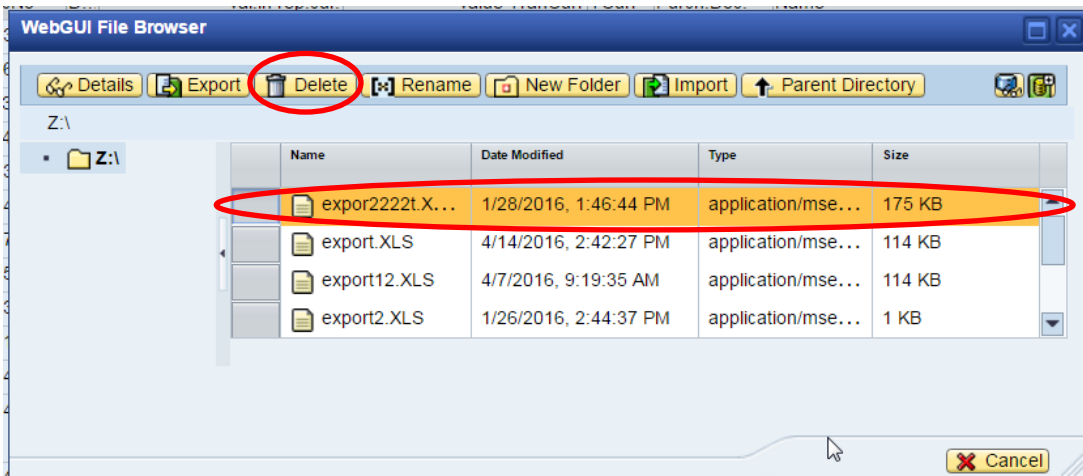 WebGUI File Browser
Details Export Delete [x] Rename New Folder Import Parent Directory
Z:\
Z:\
Name Date Modified Type Size
expor2222t.X... 1/28/2016, 1:46:44 PM application/mse... 175 KB
export.XLS 4/14/2016, 2:42:27 PM application/mse... 114 KB
export12.XLS 4/7/2016, 9:19:35 AM application/mse... 114 KB
export2.XLS 1/26/2016, 2:44:37 PM application/mse... 1 KB
Cancel